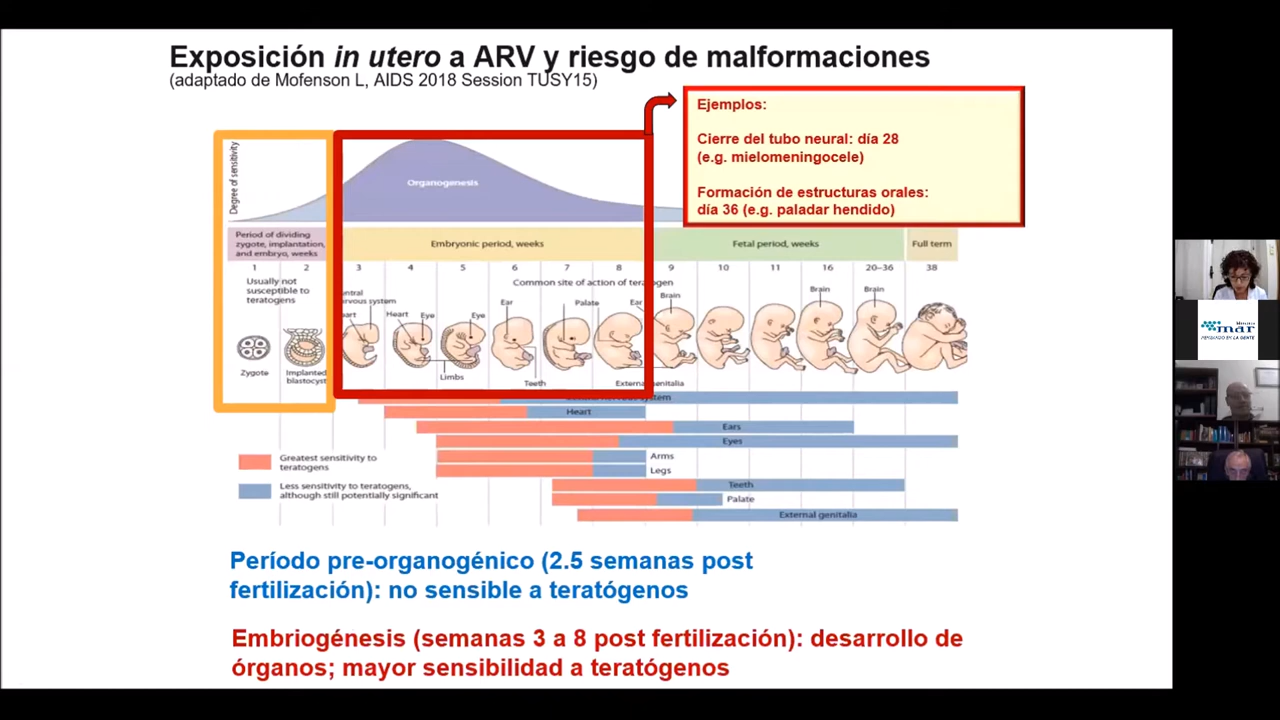 Exposición in utero a ARV y riesgo de malformaciones
(adaptado de Mofenson L, AIDS 2018 Session TUSY15)
Ejemplos:
Cierre del tubo neural: día 28
(e.g. mielomeningocele)
Formación de estructuras orales:
día 36 (e.g. paladar hendido)
Degree of sensitivity
Organogenesis
Period of dividing
zygote, implantation,
and embryo, weeks
Embryonic period, weeks
Fetal period, weeks
Full term
1 2 3 4 5 6 7 8 9 10 11 16 20–36 38
Usually not
susceptible to
teratogens
Common site of action of
Heart
Eye
Eye
Ear
Palate
Ear
Brain
Brain
Brain
Zygote
Implanted
blastocyst
Limbs
Teeth
External genitalia
system
Heart
Ears
Eyes
Arms
Legs
Teeth
Palate
External genitalia
Greatest sensitivity to
teratogens
Less sensitivity to teratogens,
although still potentially significant
Período pre-organogénico (2.5 semanas post
fertilización): no sensible a teratógenos
Embriogénesis (semanas 3 a 8 post fertilización): desarrollo de
órganos; mayor sensibilidad a teratógenos
mar
PENSANDO EN LA GENTE